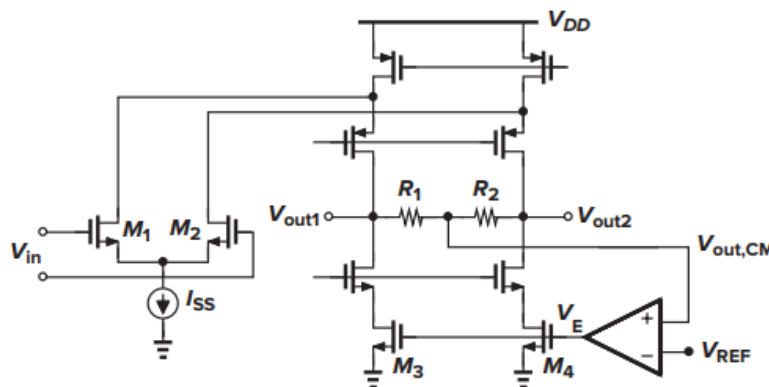 V_DD
R_1
R_2
M_1
M_2
V_out1
V_out2
V_in
V_out,CM
I_SS
V_E
+
−
V_REF
M_3
M_4